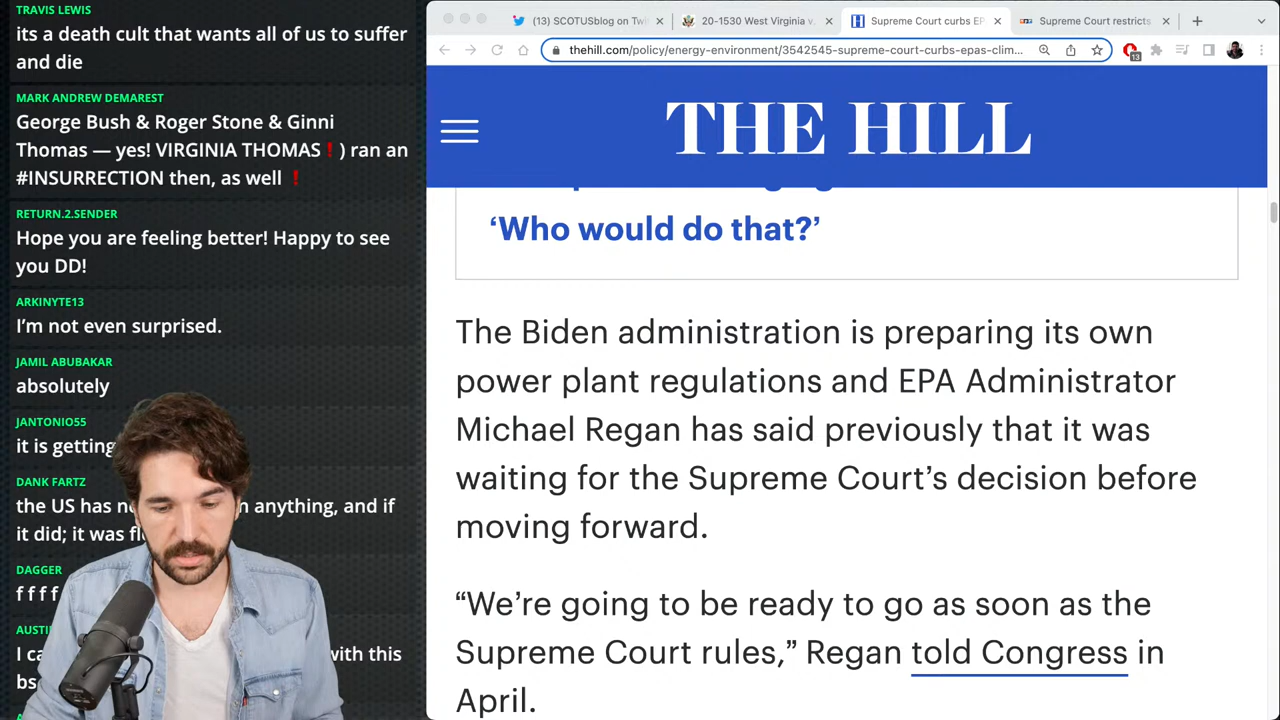 TRAVIS LEWIS
its a death cult that wants all of us to suffer
and die
MARK ANDREW DEMAREST
George Bush & Roger Stone & Ginni
Thomas — yes! VIRGINIA THOMAS❗) ran an
#INSURRECTION then, as well ❗
RETURN.2.SENDER
Hope you are feeling better! Happy to see
you DD!
ARKINYTE13
I’m not even surprised.
JAMIL ABUBAKAR
absolutely
JANTONIO55
it is getting
DANK FARTZ
the US has n anything, and if
it did; it was
DAGGER
f f f f
I with this
bs
(13) SCOTUSblog on Twi
20-1530 West Virginia v.
Supreme Court curbs EP
Supreme Court restricts
thehill.com/policy/energy-environment/3542545-supreme-court-curbs-epas-clim...
13
THE HILL
‘Who would do that?’
The Biden administration is preparing its own
power plant regulations and EPA Administrator
Michael Regan has said previously that it was
waiting for the Supreme Court’s decision before
moving forward.
“We’re going to be ready to go as soon as the
Supreme Court rules,” Regan told Congress in
April.